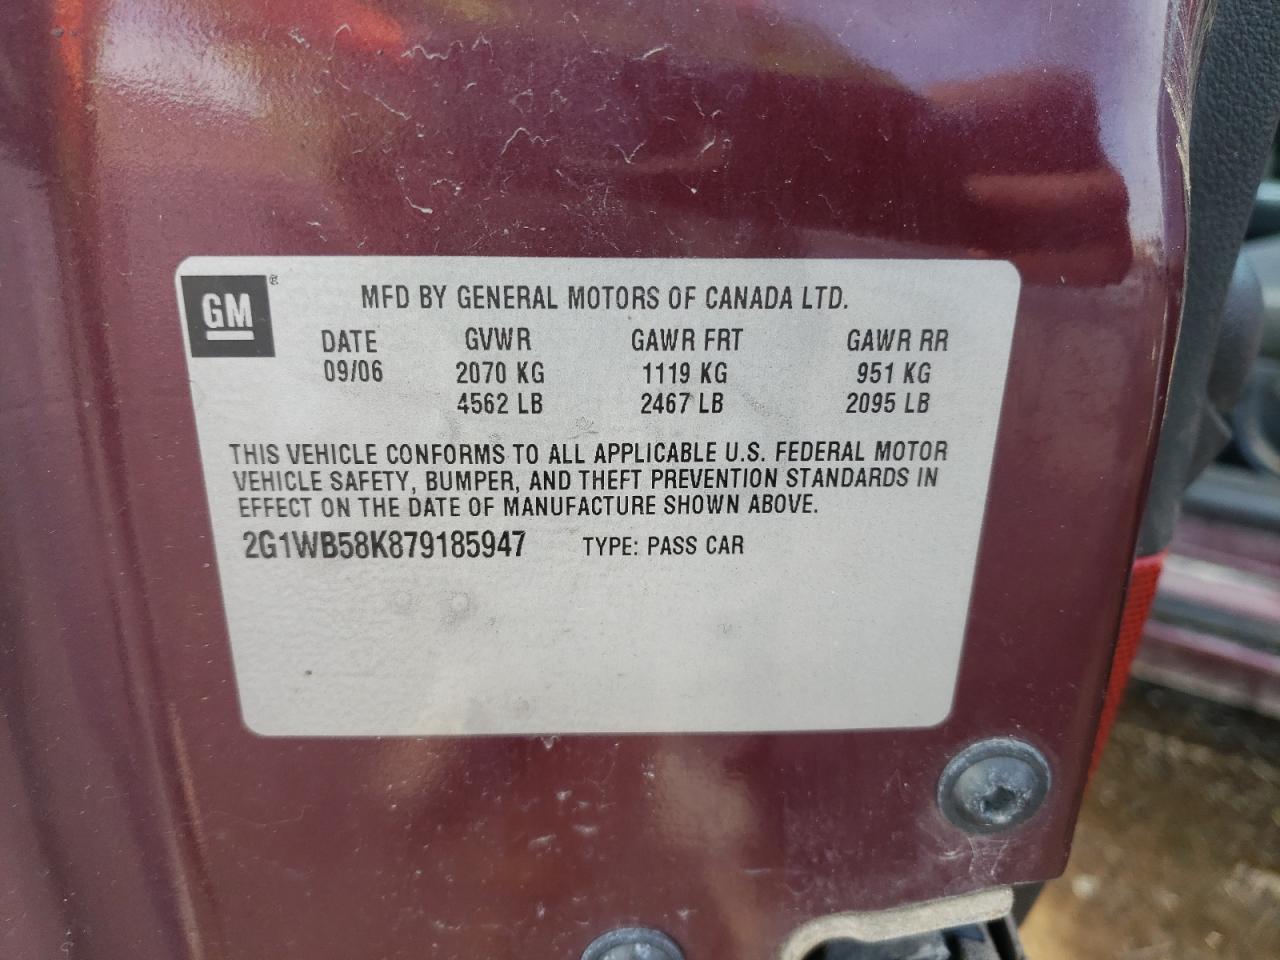 GM ®
MFD BY GENERAL MOTORS OF CANADA LTD.
DATE GVWR GAWR FRT GAWR RR
09/06 2070 KG 1119 KG 951 KG
4562 LB 2467 LB 2095 LB
THIS VEHICLE CONFORMS TO ALL APPLICABLE U.S. FEDERAL MOTOR
VEHICLE SAFETY, BUMPER, AND THEFT PREVENTION STANDARDS IN
EFFECT ON THE DATE OF MANUFACTURE SHOWN ABOVE.
2G1WB58K879185947 TYPE: PASS CAR